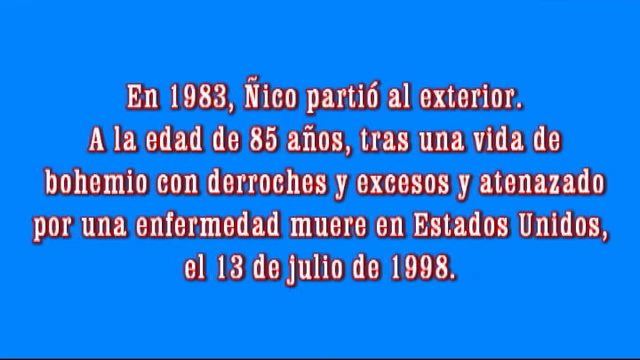 En 1983, Ñico partió al exterior.
A la edad de 85 años, tras una vida de
bohemio con derroches y excesos y atenazado
por una enfermedad muere en Estados Unidos,
el 13 de julio de 1998.